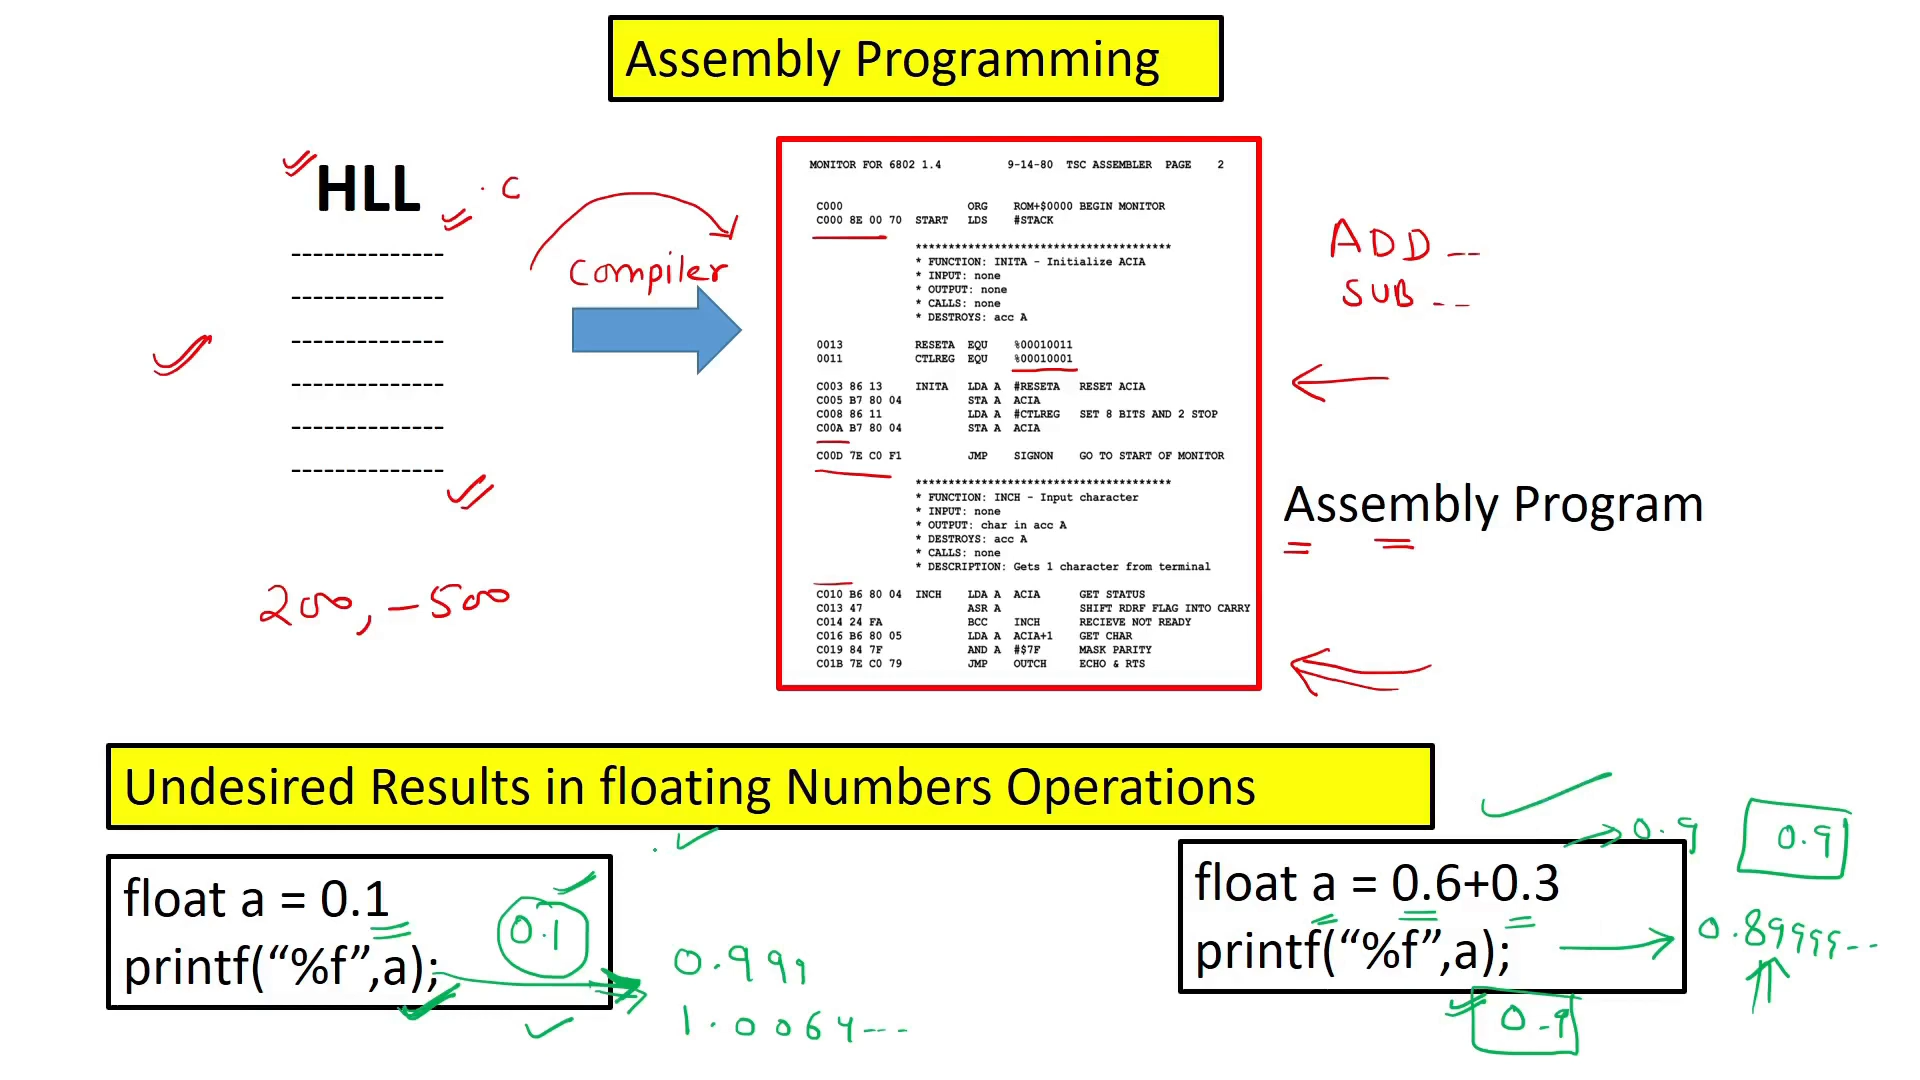 Assembly Programming
HLL
. C
Compiler
--------------
--------------
--------------
--------------
--------------
--------------
200, -500
MONITOR FOR 6802 1.4 9-14-80 TSC ASSEMBLER PAGE 2
C000 ORG ROM+$0000 BEGIN MONITOR
C000 8E 00 70 START LDS #STACK
***************************************
* FUNCTION: INITA - Initialize ACIA
* INPUT: none
* OUTPUT: none
* CALLS: none
* DESTROYS: acc A
0013 RESETA EQU %00010011
0011 CTLREG EQU %00010001
C003 86 13 INITA LDA A #RESETA RESET ACIA
C005 B7 80 04 STA A ACIA
C008 86 11 LDA A #CTLREG SET 8 BITS AND 2 STOP
C00A B7 80 04 STA A ACIA
C00D 7E C0 F1 JMP SIGNON GO TO START OF MONITOR
***************************************
* FUNCTION: INCH - Input character
* INPUT: none
* OUTPUT: char in acc A
* DESTROYS: acc A
* CALLS: none
* DESCRIPTION: Gets 1 character from terminal
C010 B6 80 04 INCH LDA A ACIA GET STATUS
C013 47 ASR A SHIFT RDRF FLAG INTO CARRY
C014 24 FA BCC INCH RECIEVE NOT READY
C016 B6 80 05 LDA A ACIA+1 GET CHAR
C019 84 7F AND A #$7F MASK PARITY
C01B 7E C0 79 JMP OUTCH ECHO & RTS
ADD --
SUB --
Assembly Program
Undesired Results in floating Numbers Operations
float a = 0.1
printf(“%f”,a);
0.1
0.999
1.0064---
float a = 0.6+0.3
printf(“%f”,a);
0.9
0.9
0.89999--
0.9